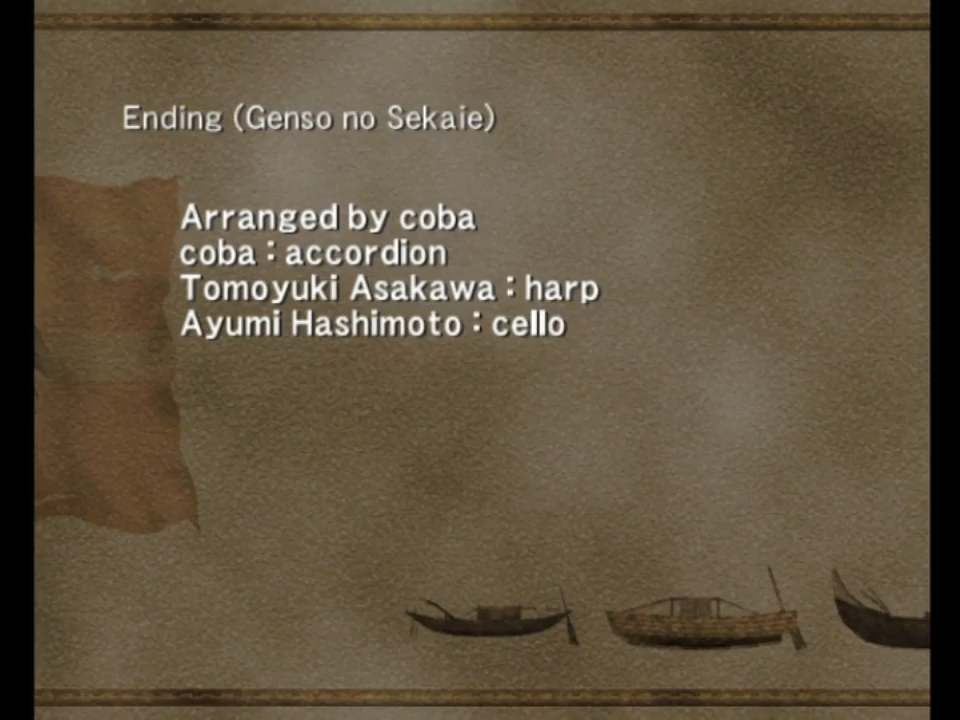 Ending (Genso no Sekaie)
Arranged by coba
coba : accordion
Tomoyuki Asakawa : harp
Ayumi Hashimoto : cello